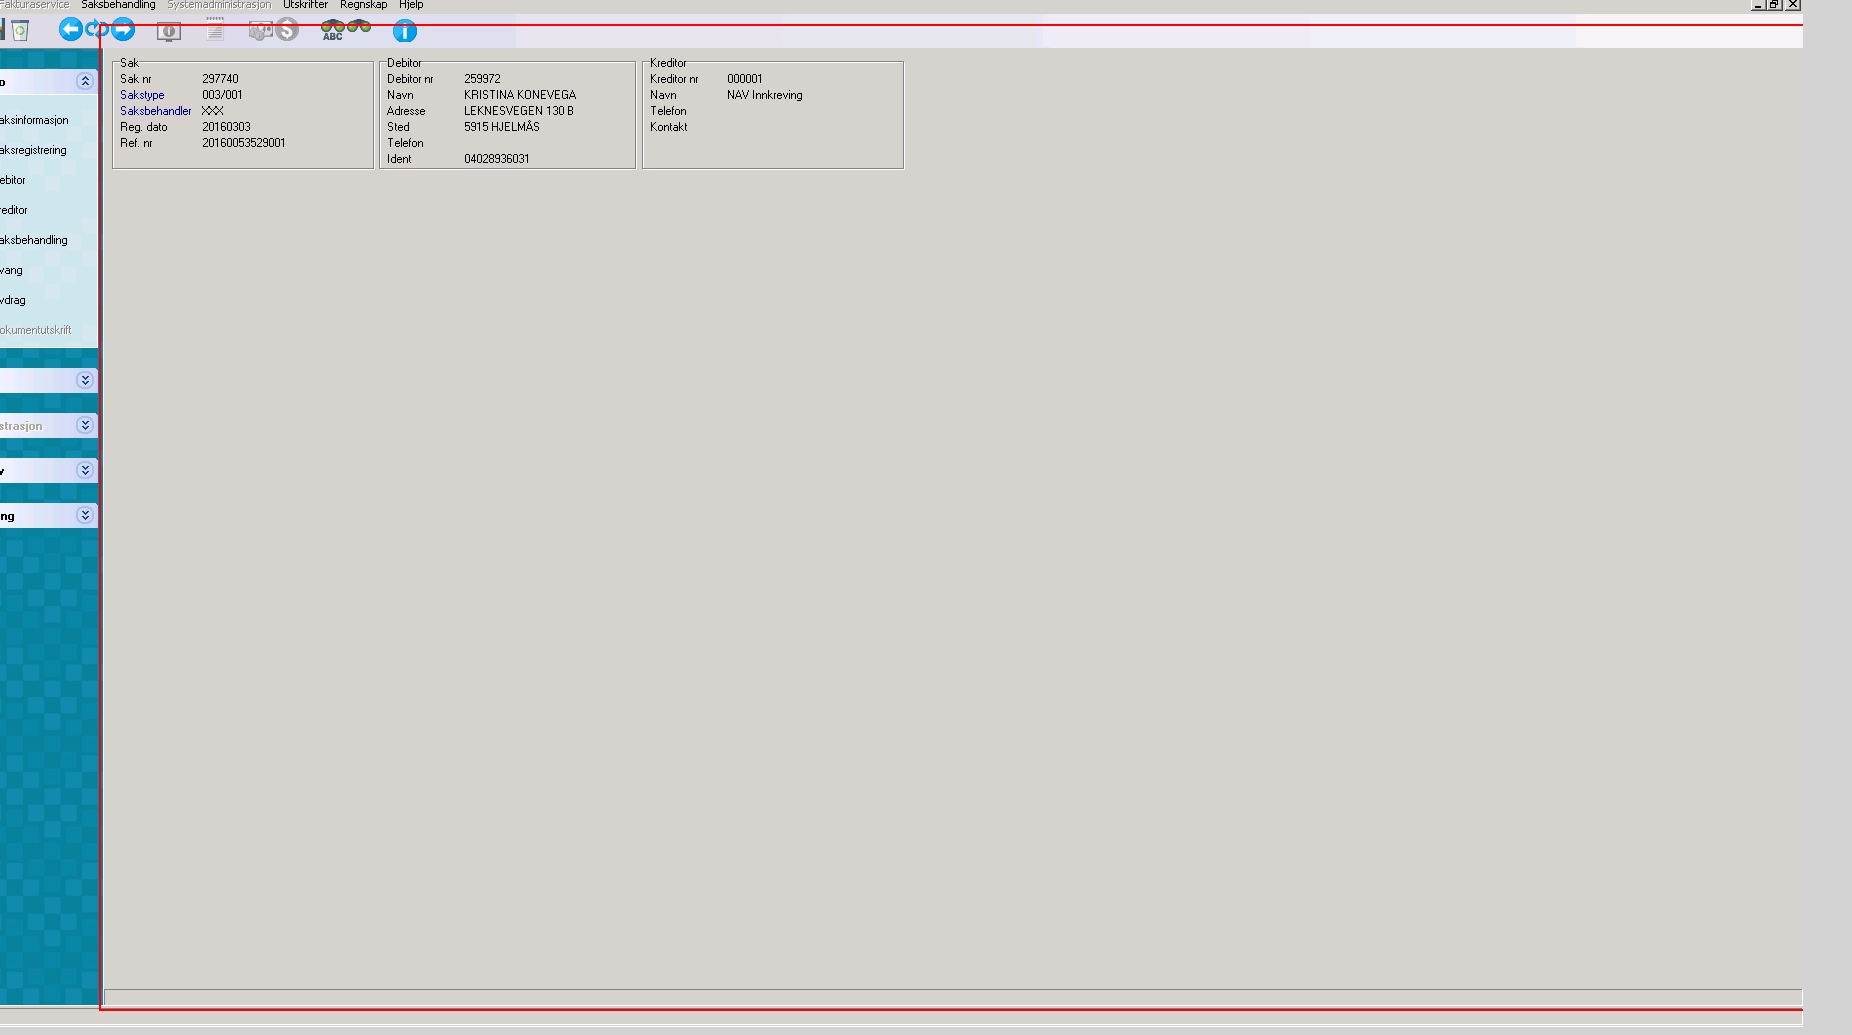 Fakturaservice Saksbehandling Systemadministrasjon Utskrifter Regnskap Hjelp
ABC
aksinformasjon
aksregistrering
ebitor
reditor
aksbehandling
vang
vdrag
okumentutskrift
strasjon
v
ng
Sak
Sak nr 297740
Sakstype 003/001
Saksbehandler XXX
Reg. dato 20160303
Ref. nr 20160053529001
Debitor
Debitor nr 259972
Navn KRISTINA KONEVEGA
Adresse LEKNESVEGEN 130 B
Sted 5915 HJELMÅS
Telefon
Ident 04028936031
Kreditor
Kreditor nr 000001
Navn NAV Innkreving
Telefon
Kontakt